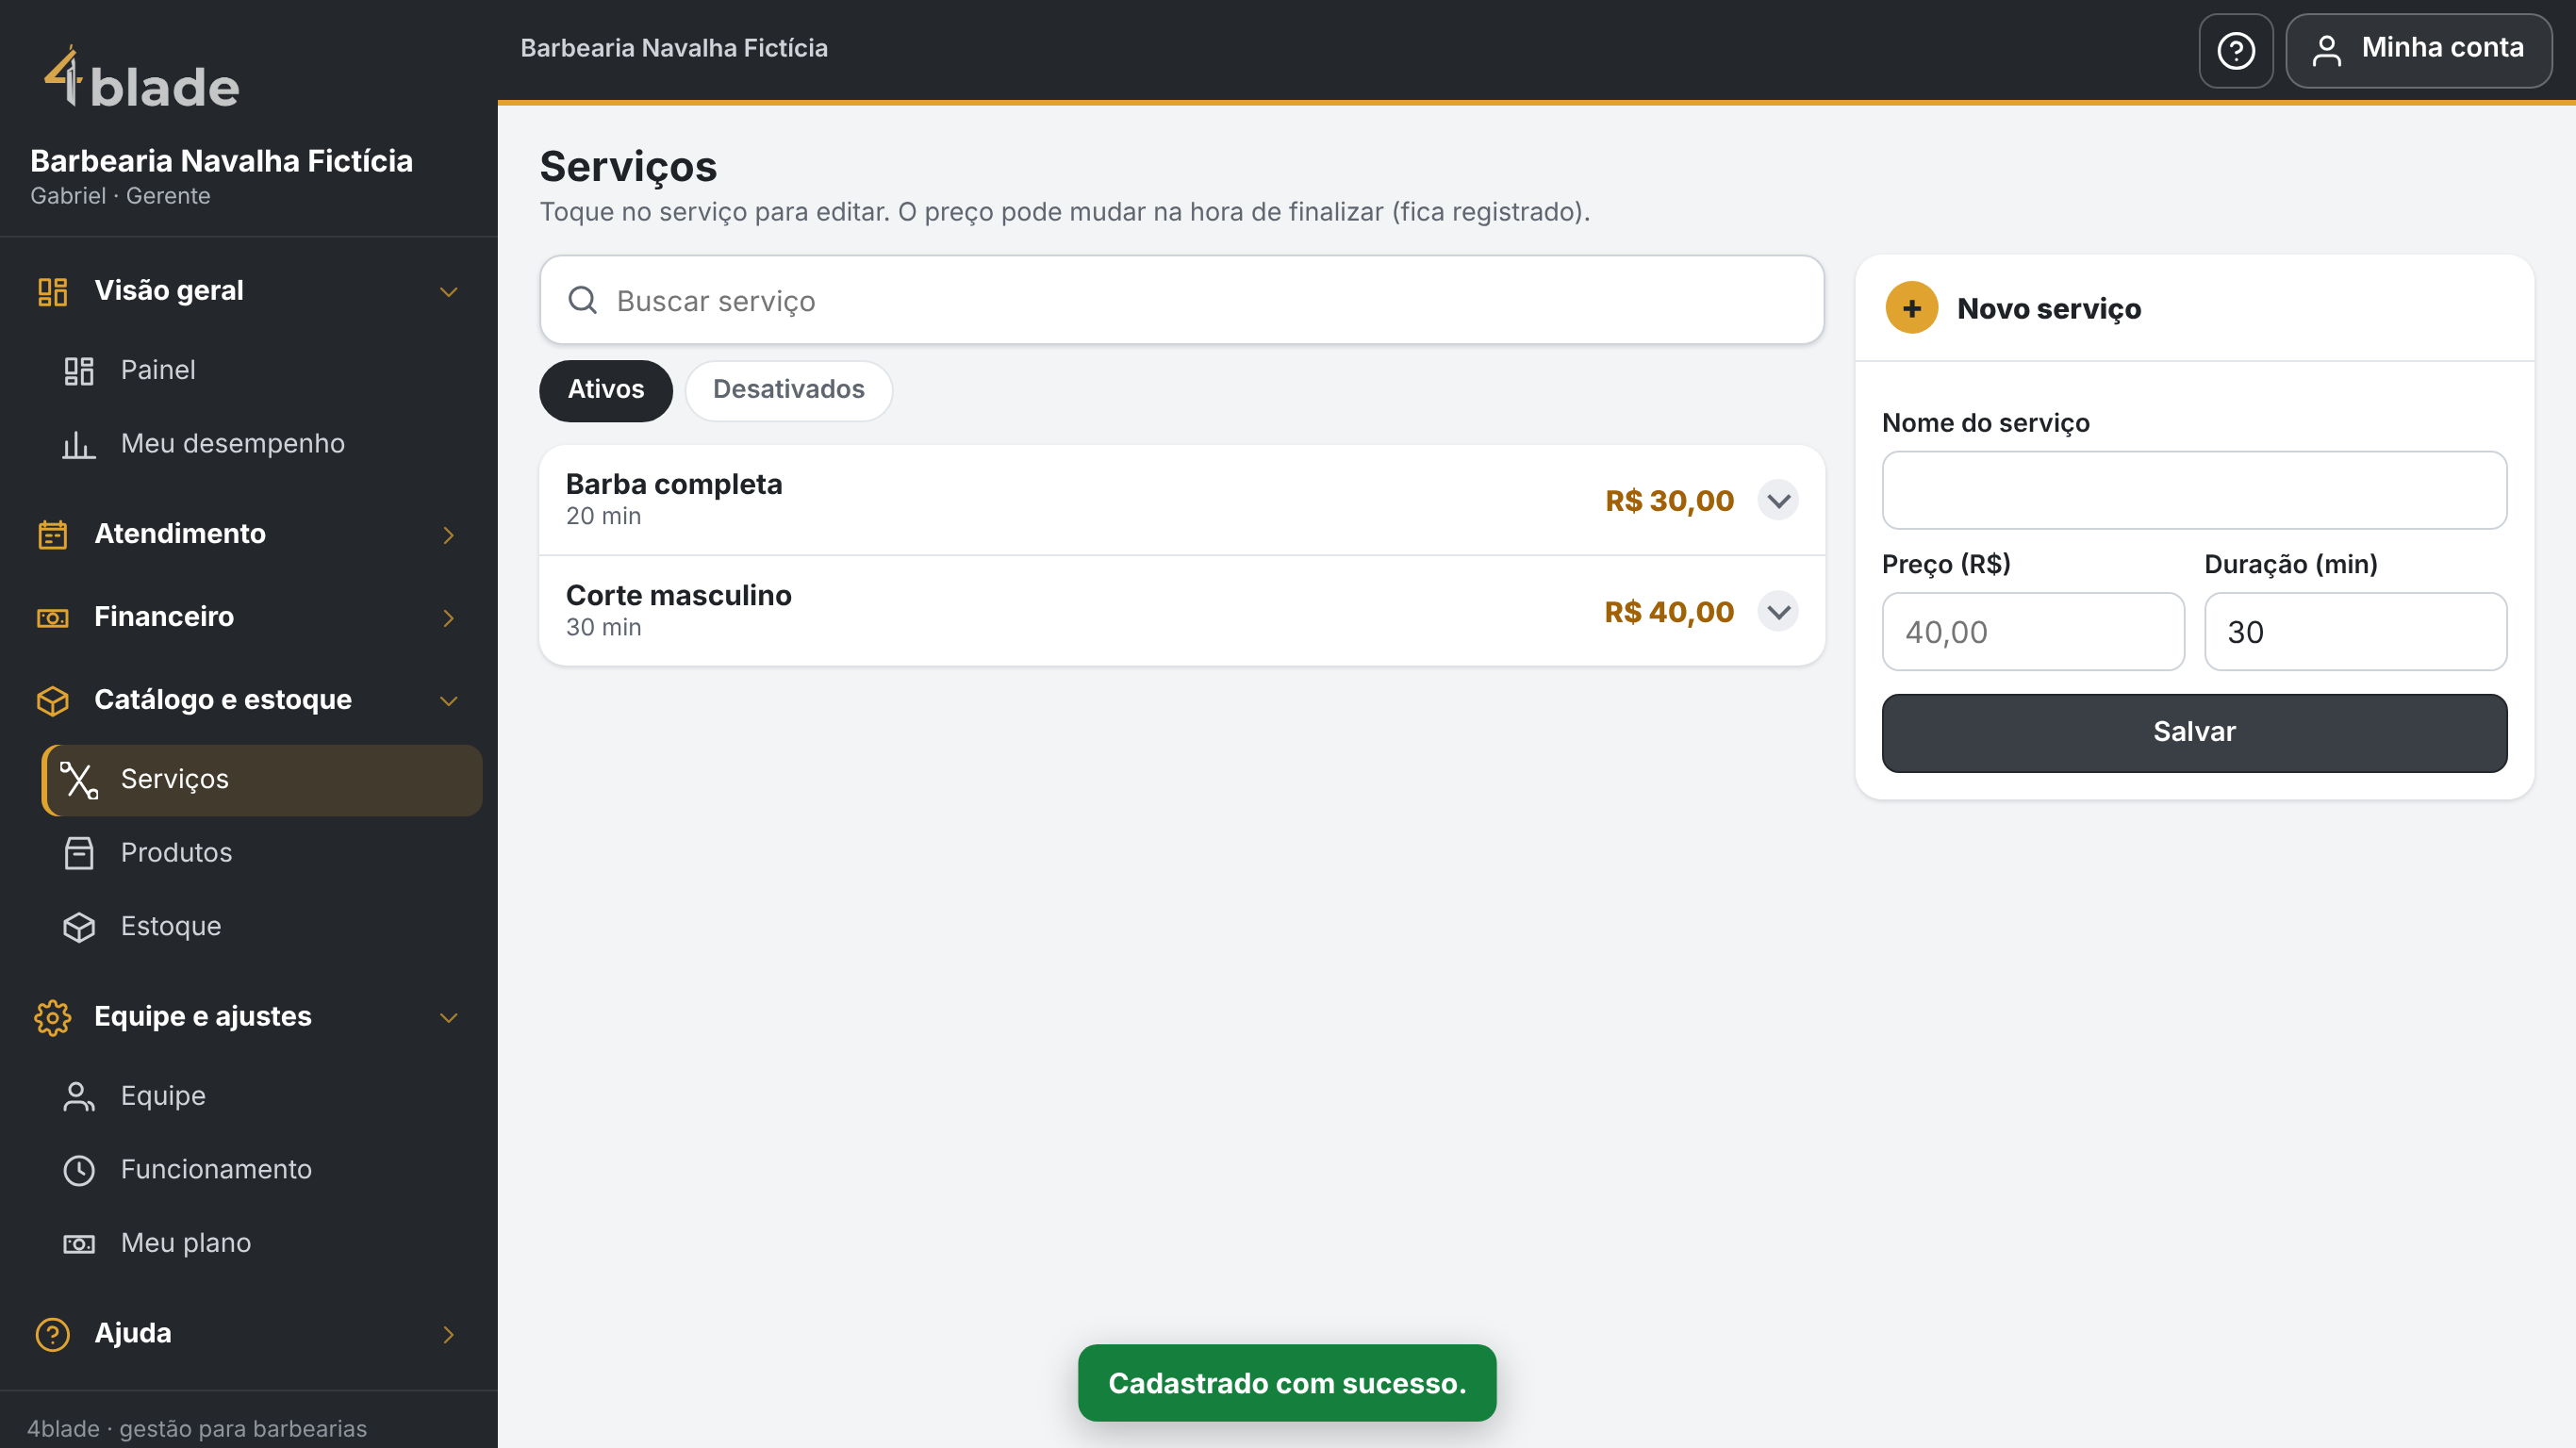 4blade
Barbearia Navalha Fictícia
Gabriel · Gerente
Visão geral
Painel
Meu desempenho
Atendimento
Financeiro
Catálogo e estoque
Serviços
Produtos
Estoque
Equipe e ajustes
Equipe
Funcionamento
Meu plano
Ajuda
4blade · gestão para barbearias
Barbearia Navalha Fictícia
Minha conta
Serviços
Toque no serviço para editar. O preço pode mudar na hora de finalizar (fica registrado).
Buscar serviço
Ativos
Desativados
Barba completa
20 min
R$ 30,00
Corte masculino
30 min
R$ 40,00
+ Novo serviço
Nome do serviço
Preço (R$)
Duração (min)
40,00
30
Salvar
Cadastrado com sucesso.